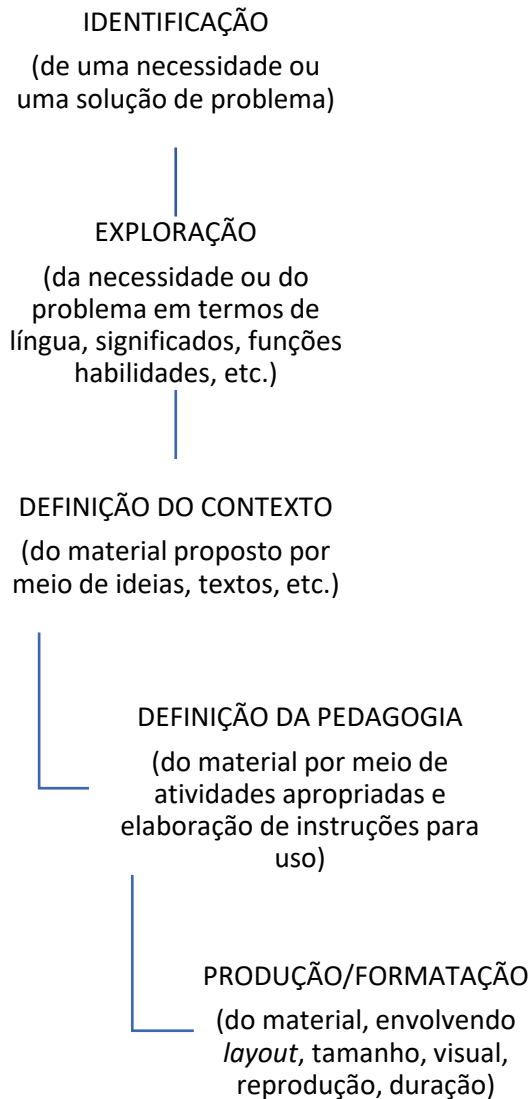 IDENTIFICAÇÃO
(de uma necessidade ou
uma solução de problema)
EXPLORAÇÃO
(da necessidade ou do
problema em termos de
língua, significados, funções
habilidades, etc.)
DEFINIÇÃO DO CONTEXTO
(do material proposto por
meio de ideias, textos, etc.)
DEFINIÇÃO DA PEDAGOGIA
(do material por meio de
atividades apropriadas e
elaboração de instruções para
uso)
PRODUÇÃO/FORMATAÇÃO
(do material, envolvendo
layout, tamanho, visual,
reprodução, duração)